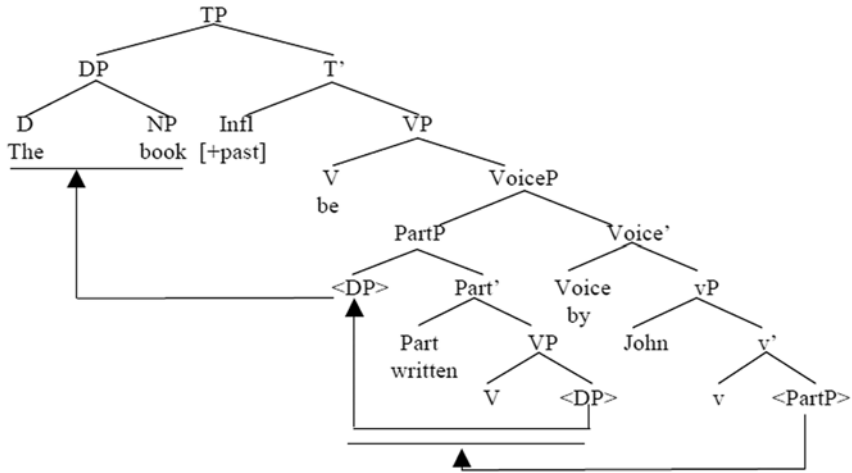 TP
DP T’
D NP Infl VP
The book [+past]
V VoiceP
be
PartP Voice’
<DP> Part’ Voice vP
by
Part VP John v’
written
V <DP> v <PartP>